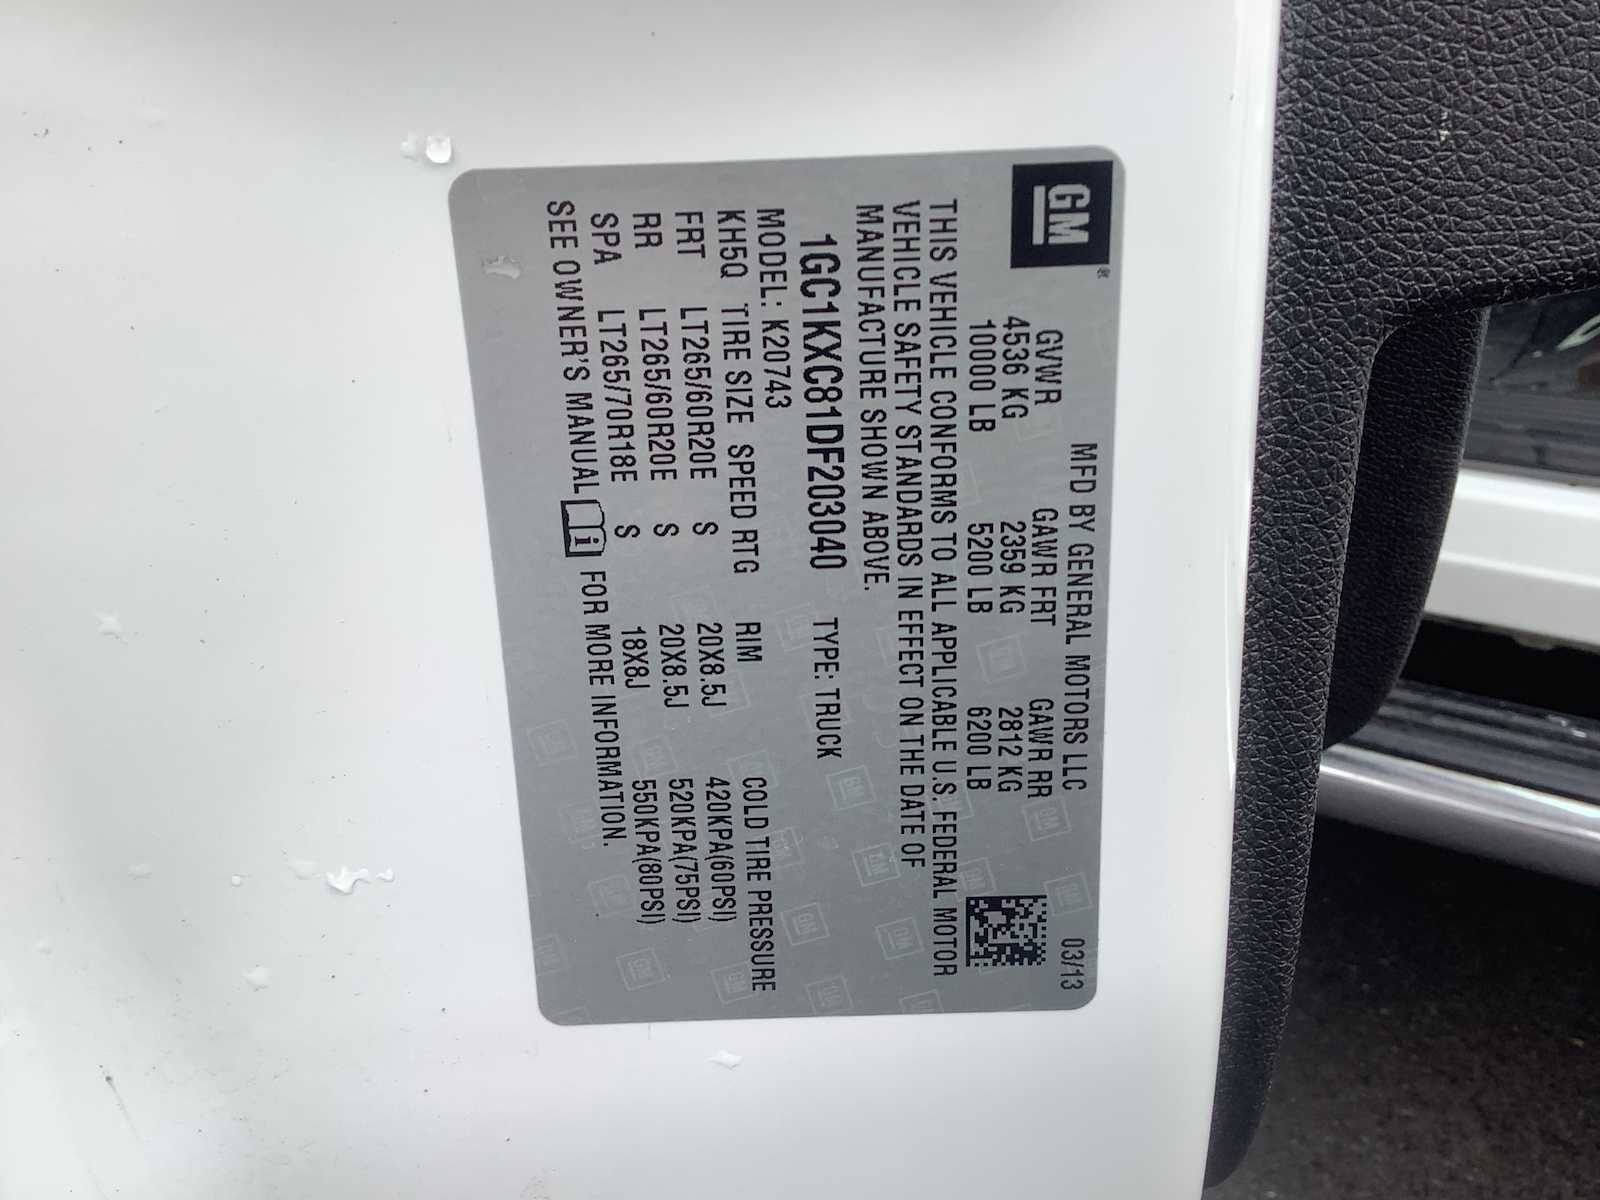 GM®
MFD BY GENERAL MOTORS LLC 03/13
GVWR GAWR FRT GAWR RR
4536 KG 2359 KG 2812 KG
10000 LB 5200 LB 6200 LB
THIS VEHICLE CONFORMS TO ALL APPLICABLE U.S. FEDERAL MOTOR
VEHICLE SAFETY STANDARDS IN EFFECT ON THE DATE OF
MANUFACTURE SHOWN ABOVE.
1GC1KXC81DF203040 TYPE: TRUCK
MODEL: K20743
KH5Q TIRE SIZE SPEED RTG RIM COLD TIRE PRESSURE
FRT LT265/60R20E S 20X8.5J 420KPA(60PSI)
RR LT265/60R20E S 20X8.5J 520KPA(75PSI)
SPA LT265/70R18E S 18X8J 550KPA(80PSI)
SEE OWNER'S MANUAL i FOR MORE INFORMATION.